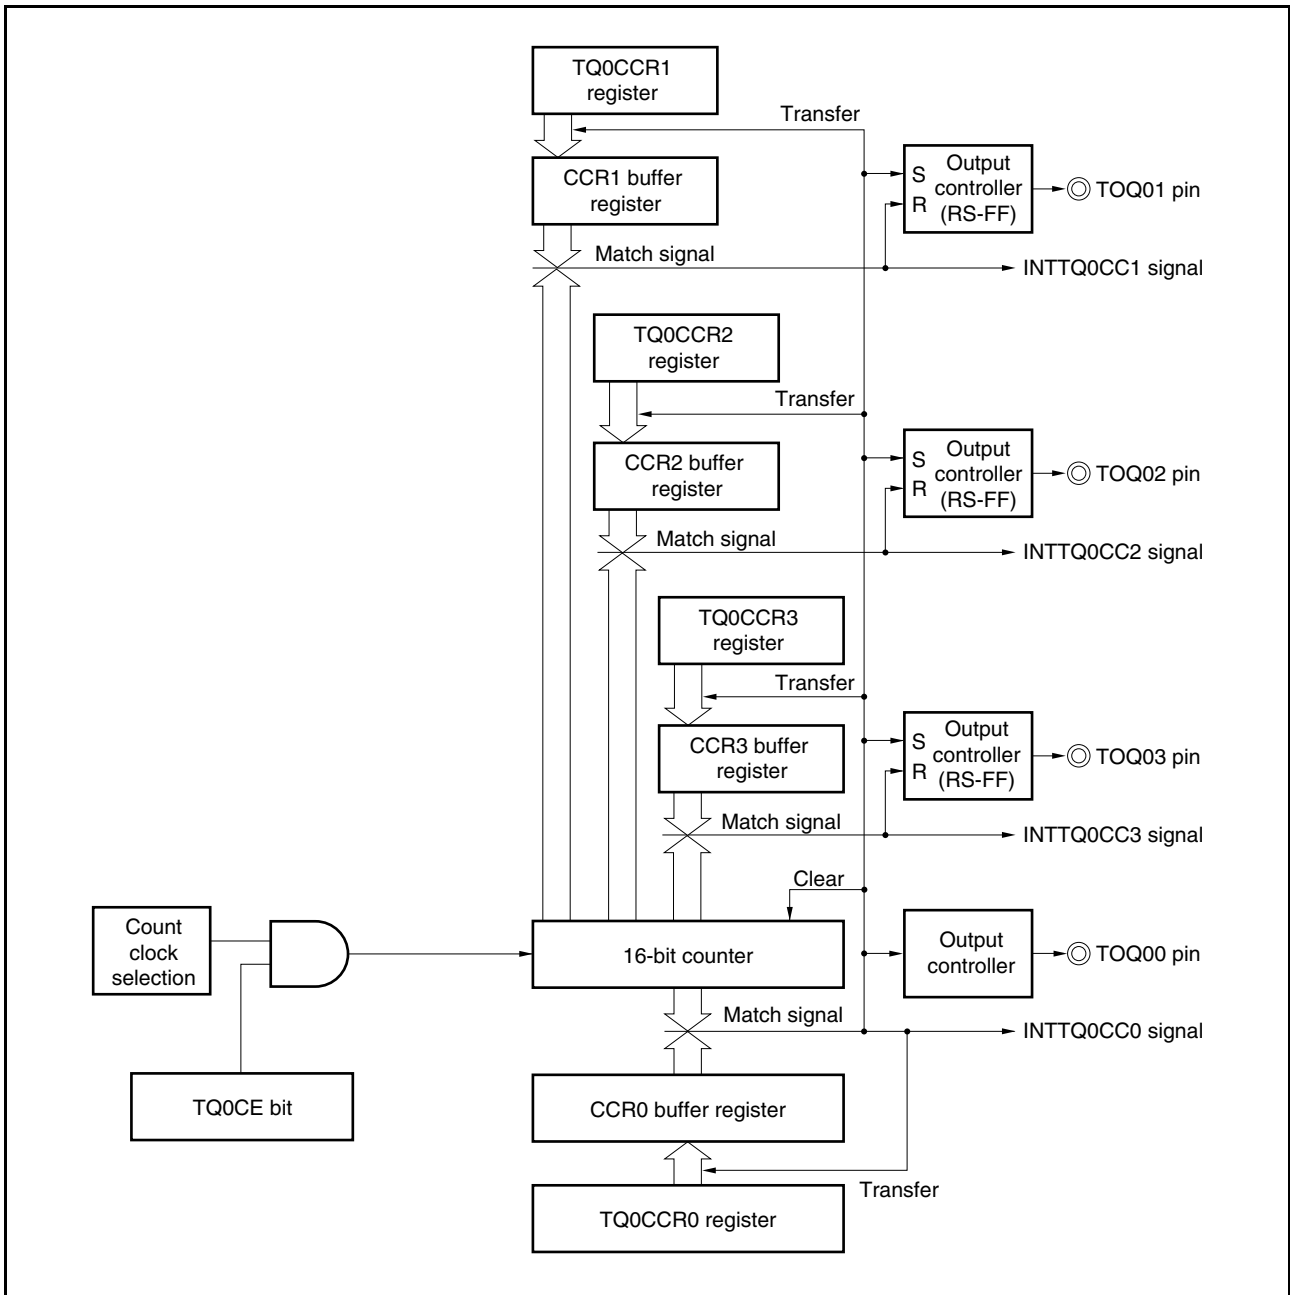 TQ0CCR1
register
Transfer
CCR1 buffer
register
S
R
Output
controller
(RS-FF)
TOQ01 pin
Match signal
INTTQ0CC1 signal
TQ0CCR2
register
Transfer
CCR2 buffer
register
S
R
Output
controller
(RS-FF)
TOQ02 pin
Match signal
INTTQ0CC2 signal
TQ0CCR3
register
Transfer
CCR3 buffer
register
S
R
Output
controller
(RS-FF)
TOQ03 pin
Match signal
INTTQ0CC3 signal
Clear
Count
clock
selection
16-bit counter
Output
controller
TOQ00 pin
Match signal
INTTQ0CC0 signal
TQ0CE bit
CCR0 buffer register
Transfer
TQ0CCR0 register